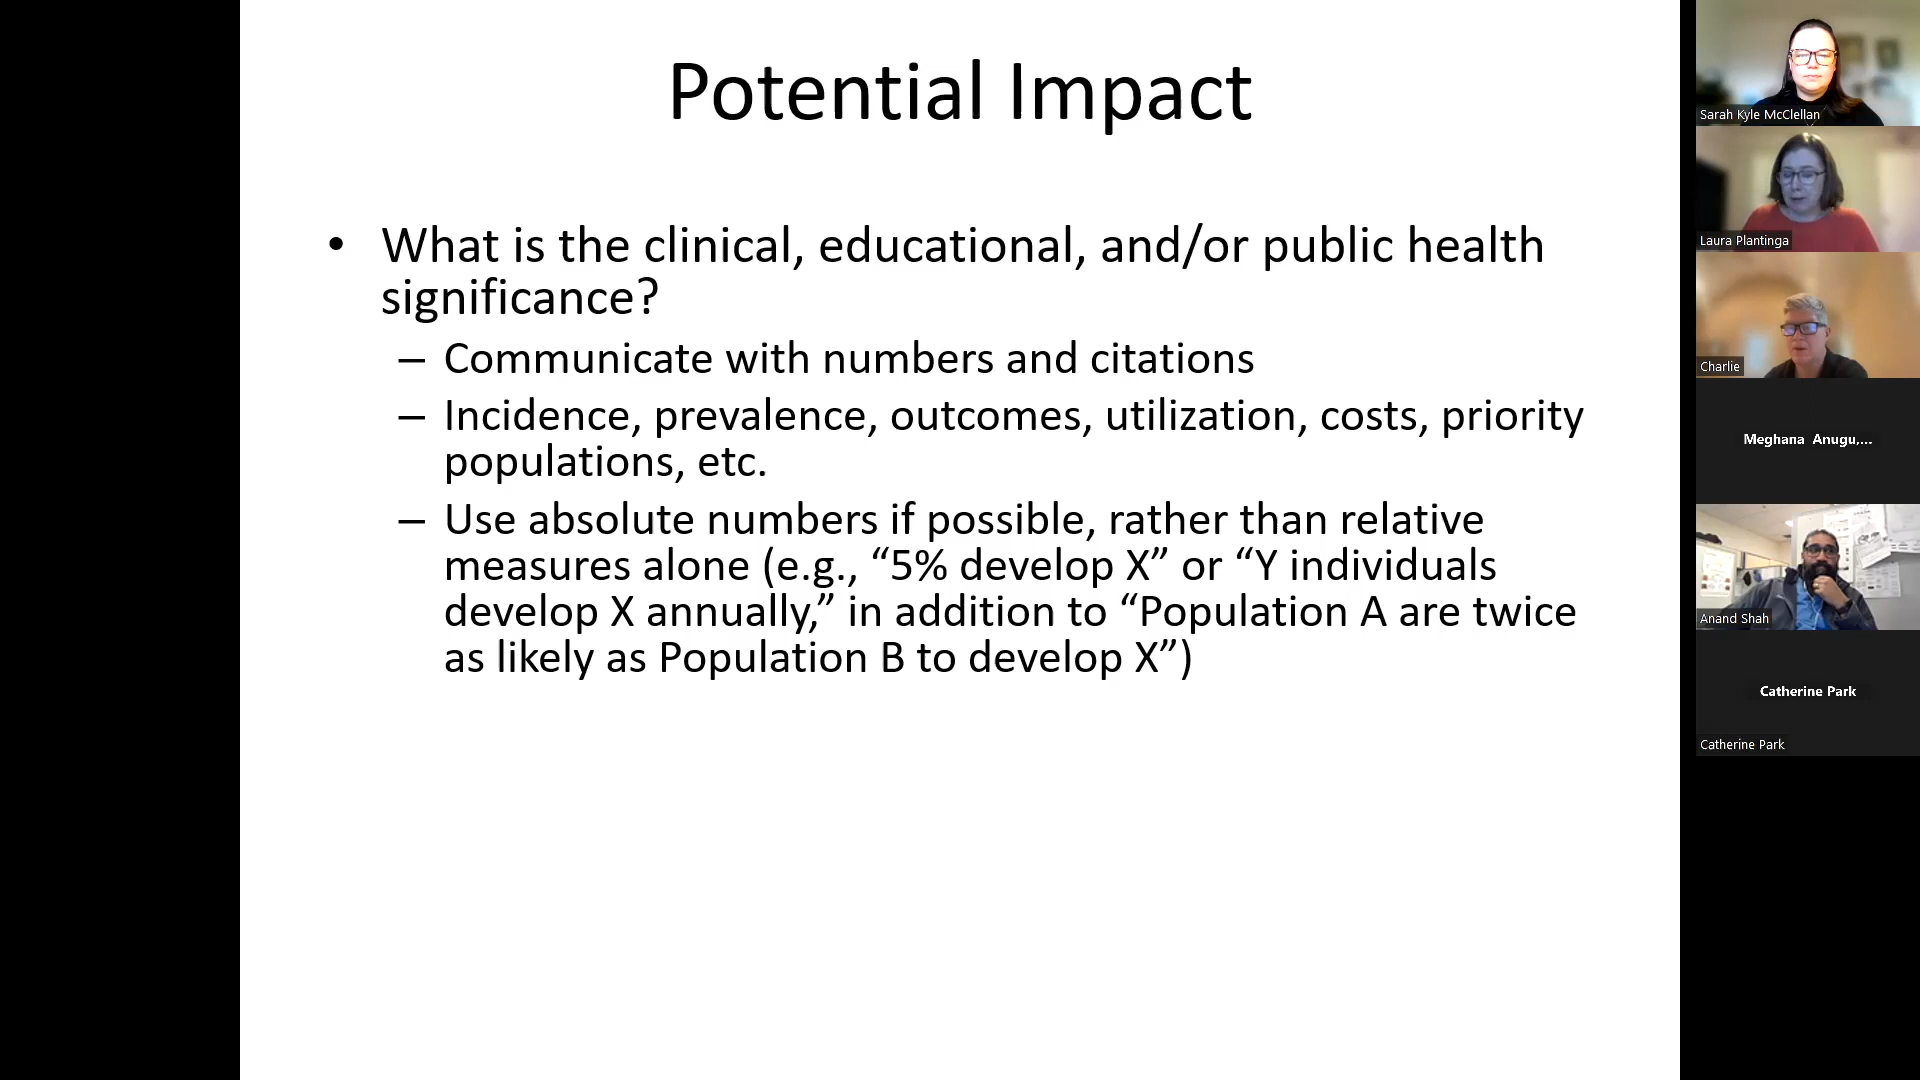 Potential Impact
• What is the clinical, educational, and/or public health
significance?
– Communicate with numbers and citations
– Incidence, prevalence, outcomes, utilization, costs, priority
populations, etc.
– Use absolute numbers if possible, rather than relative
measures alone (e.g., “5% develop X” or “Y individuals
develop X annually,” in addition to “Population A are twice
as likely as Population B to develop X”)
Sarah Kyle McClellan
Laura Plantinga
Charlie
Meghana Anugu,...
Anand Shah
Catherine Park
Catherine Park